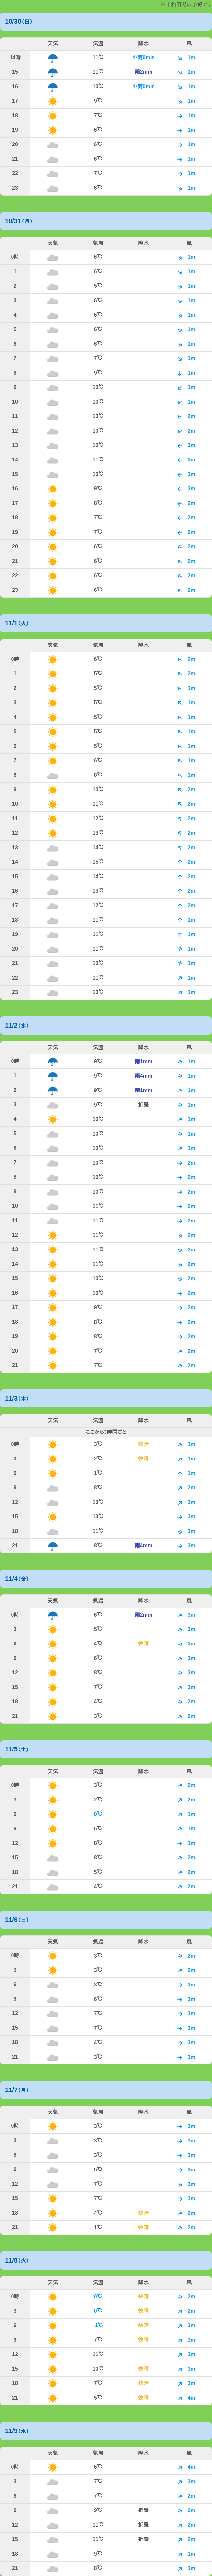 ※十和田湖の予報です
10/30(日)
天気 気温 降水 風
14時 11℃ 小雨0mm 1m
15 11℃ 雨2mm 1m
16 10℃ 小雨0mm 1m
17 9℃ 1m
18 7℃ 1m
19 6℃ 1m
20 6℃ 1m
21 6℃ 1m
22 7℃ 1m
23 6℃ 1m
10/31(月)
天気 気温 降水 風
0時 6℃ 1m
1 6℃ 1m
2 5℃ 1m
3 6℃ 1m
4 6℃ 1m
5 6℃ 1m
6 6℃ 1m
7 7℃ 1m
8 9℃ 1m
9 10℃ 1m
10 10℃ 1m
11 10℃ 2m
12 10℃ 2m
13 10℃ 3m
14 11℃ 3m
15 10℃ 3m
16 9℃ 3m
17 8℃ 2m
18 7℃ 2m
19 7℃ 2m
20 6℃ 2m
21 6℃ 2m
22 6℃ 2m
23 6℃ 2m
11/1(火)
天気 気温 降水 風
0時 6℃ 2m
1 5℃ 2m
2 5℃ 1m
3 5℃ 1m
4 5℃ 1m
5 5℃ 1m
6 5℃ 1m
7 6℃ 1m
8 8℃ 1m
9 10℃ 2m
10 11℃ 2m
11 12℃ 2m
12 13℃ 2m
13 14℃ 2m
14 15℃ 2m
15 14℃ 2m
16 13℃ 2m
17 12℃ 2m
18 11℃ 1m
19 11℃ 1m
20 11℃ 1m
21 10℃ 1m
22 11℃ 1m
23 10℃ 1m
11/2(水)
天気 気温 降水 風
0時 9℃ 雨1mm 1m
1 9℃ 雨4mm 1m
2 9℃ 雨1mm 1m
3 9℃ 折畳 1m
4 10℃ 1m
5 10℃ 1m
6 10℃ 1m
7 10℃ 2m
8 10℃ 2m
9 10℃ 2m
10 11℃ 2m
11 11℃ 2m
12 11℃ 2m
13 11℃ 2m
14 11℃ 2m
15 10℃ 2m
16 10℃ 2m
17 9℃ 2m
18 8℃ 2m
19 8℃ 2m
20 7℃ 2m
21 7℃ 2m
11/3(木)
天気 気温 降水 風
ここから3時間ごと
0時 3℃ 快晴 1m
3 2℃ 快晴 1m
6 1℃ 1m
9 8℃ 2m
12 13℃ 3m
15 13℃ 3m
18 11℃ 3m
21 8℃ 雨4mm 3m
11/4(金)
天気 気温 降水 風
0時 6℃ 雨2mm 3m
3 5℃ 3m
6 4℃ 快晴 3m
9 6℃ 3m
12 8℃ 3m
15 7℃ 3m
18 4℃ 2m
21 3℃ 2m
11/5(土)
天気 気温 降水 風
0時 3℃ 2m
3 2℃ 2m
6 0℃ 1m
9 6℃ 1m
12 8℃ 1m
15 8℃ 2m
18 5℃ 2m
21 4℃ 2m
11/6(日)
天気 気温 降水 風
0時 3℃ 2m
3 3℃ 2m
6 3℃ 3m
9 6℃ 3m
12 7℃ 3m
15 7℃ 3m
18 4℃ 3m
21 3℃ 3m
11/7(月)
天気 気温 降水 風
0時 3℃ 3m
3 3℃ 3m
6 3℃ 3m
9 5℃ 3m
12 7℃ 3m
15 7℃ 3m
18 4℃ 快晴 2m
21 1℃ 快晴 2m
11/8(火)
天気 気温 降水 風
0時 0℃ 快晴 2m
3 0℃ 快晴 2m
6 -1℃ 快晴 2m
9 7℃ 快晴 3m
12 11℃ 3m
15 10℃ 快晴 3m
18 7℃ 快晴 3m
21 5℃ 快晴 4m
11/9(水)
天気 気温 降水 風
0時 6℃ 4m
3 7℃ 3m
6 7℃ 2m
9 9℃ 折畳 2m
12 11℃ 折畳 2m
15 11℃ 折畳 2m
18 9℃ 1m
21 8℃ 1m